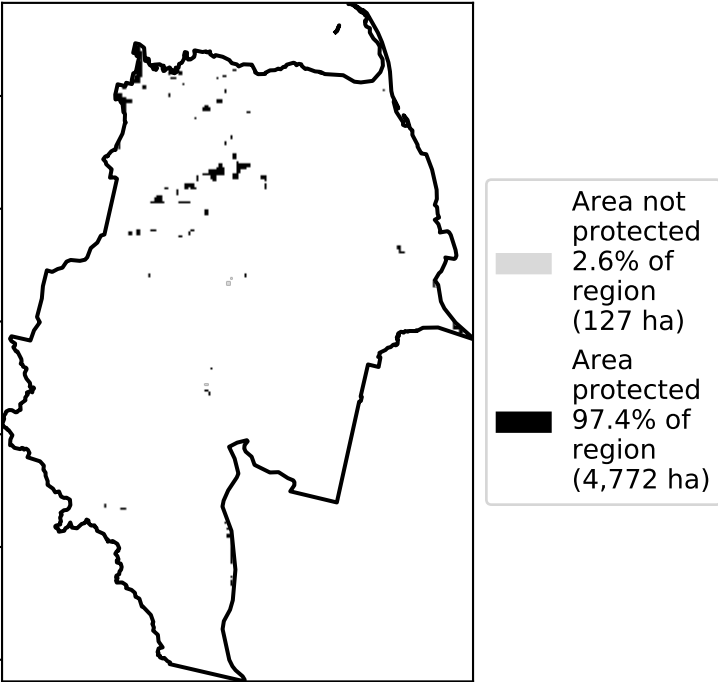 Area not
protected
2.6% of
region
(127 ha)
Area
protected
97.4% of
region
(4,772 ha)